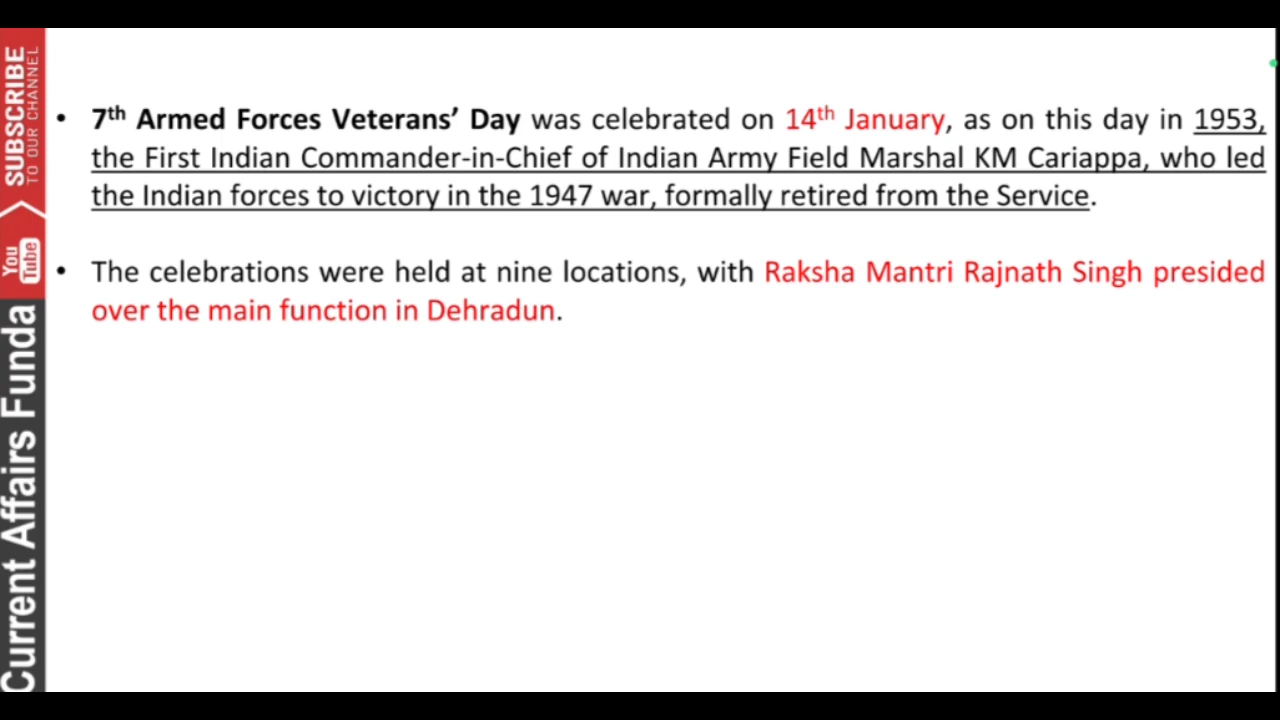 • 7th Armed Forces Veterans’ Day was celebrated on 14th January, as on this day in 1953,
the First Indian Commander-in-Chief of Indian Army Field Marshal KM Cariappa, who led
the Indian forces to victory in the 1947 war, formally retired from the Service.
• The celebrations were held at nine locations, with Raksha Mantri Rajnath Singh presided
over the main function in Dehradun.
SUBSCRIBE
TO OUR CHANNEL
You
Tube
Current Affairs Funda